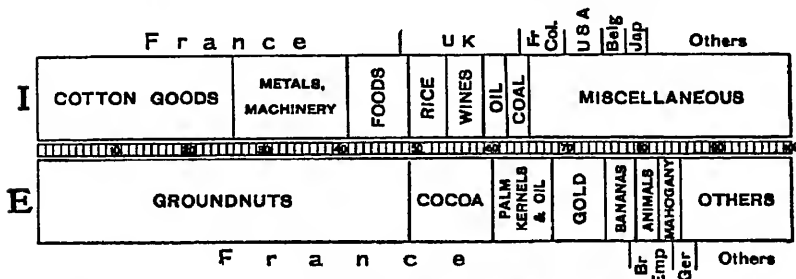 France UK Fr Col. USA Belg Jap Others
I COTTON GOODS METALS, MACHINERY FOODS RICE WINES OIL COAL MISCELLANEOUS
10 20 30 40 50 60 70 80 90 100
E GROUNDNUTS COCOA PALM KERNELS & OIL GOLD BANANAS ANIMALS MAHOGANY OTHERS
France Br Emp Ger Others